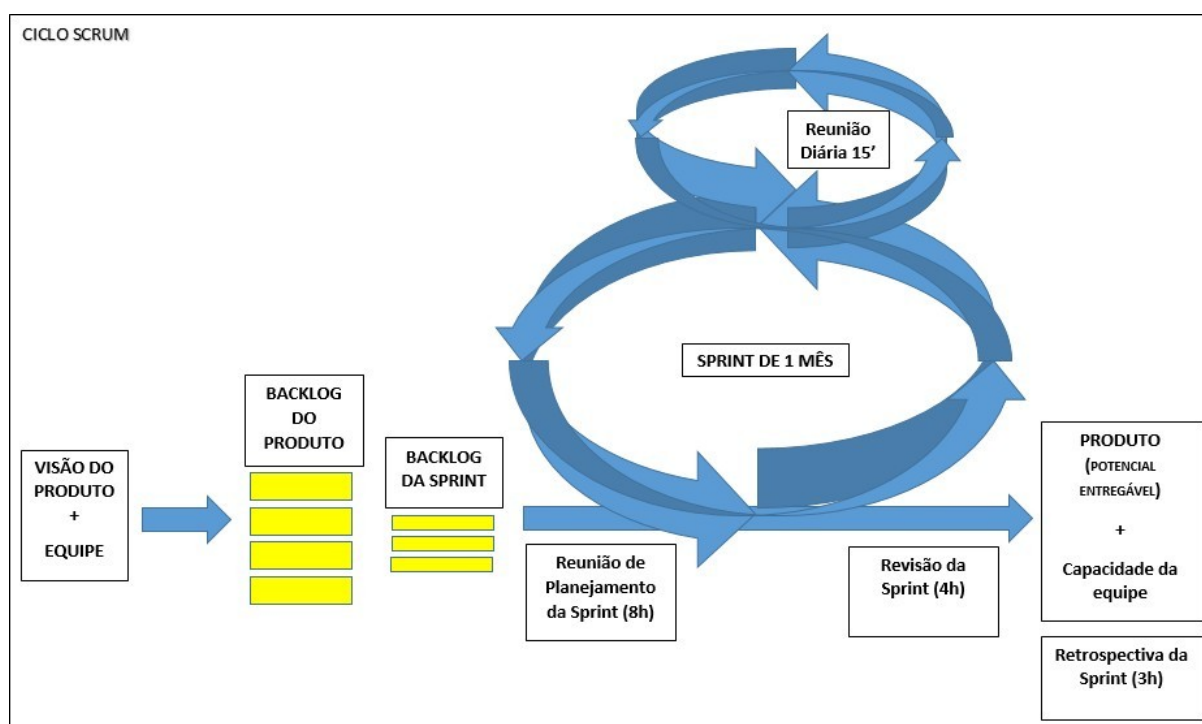 CICLO SCRUM
Reunião
Diária 15’
SPRINT DE 1 MÊS
BACKLOG
DO
PRODUTO
BACKLOG
DA SPRINT
VISÃO DO
PRODUTO
+
EQUIPE
Reunião de
Planejamento
da Sprint (8h)
Revisão da
Sprint (4h)
PRODUTO
(POTENCIAL
ENTREGÁVEL)
+
Capacidade da
equipe
Retrospectiva da
Sprint (3h)